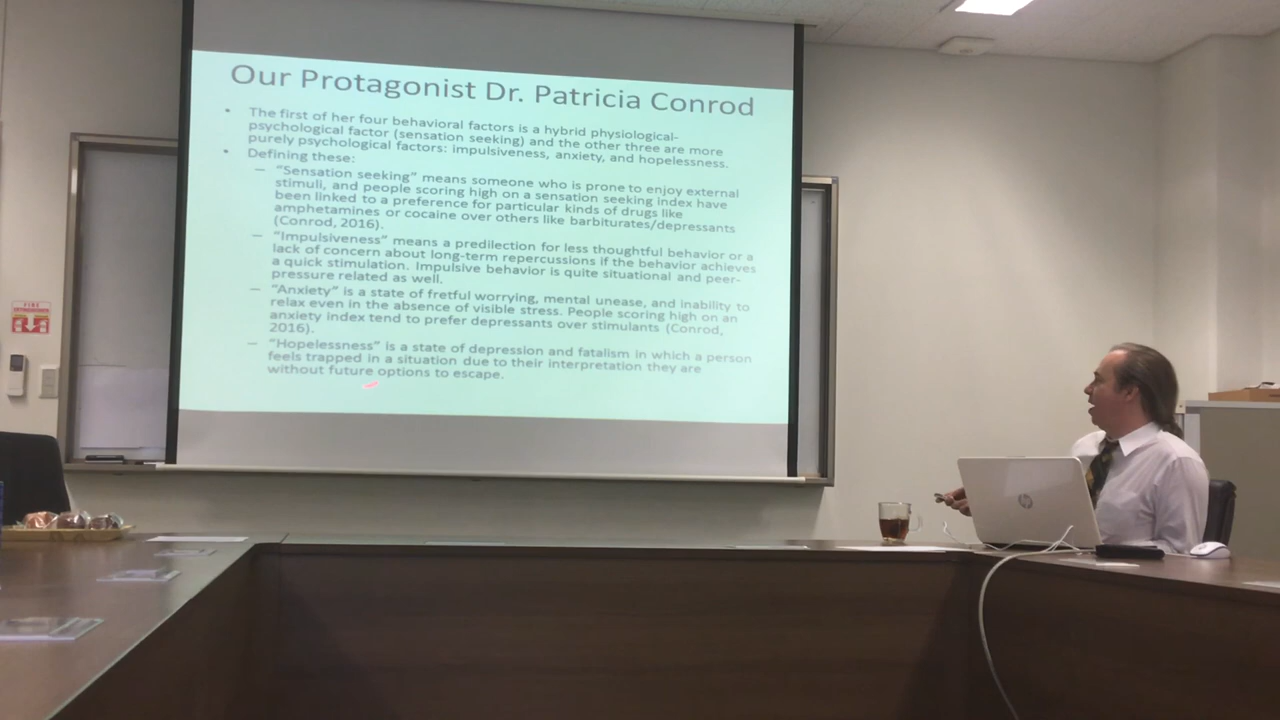 Our Protagonist Dr. Patricia Conrod
• The first of her four behavioral factors is a hybrid physiological-
psychological factor (sensation seeking) and the other three are more
purely psychological factors: impulsiveness, anxiety, and hopelessness.
• Defining these:
– "Sensation seeking" means someone who is prone to enjoy external
stimuli, and people scoring high on a sensation seeking index have
been linked to a preference for particular kinds of drugs like
amphetamines or cocaine over others like barbiturates/depressants
(Conrod, 2016).
– "Impulsiveness" means a predilection for less thoughtful behavior or a
lack of concern about long-term repercussions if the behavior achieves
a quick stimulation. Impulsive behavior is quite situational and peer-
pressure related as well.
– "Anxiety" is a state of fretful worrying, mental unease, and inability to
relax even in the absence of visible stress. People scoring high on an
anxiety index tend to prefer depressants over stimulants (Conrod,
2016).
– "Hopelessness" is a state of depression and fatalism in which a person
feels trapped in a situation due to their interpretation they are
without future options to escape.
FIRE
hp